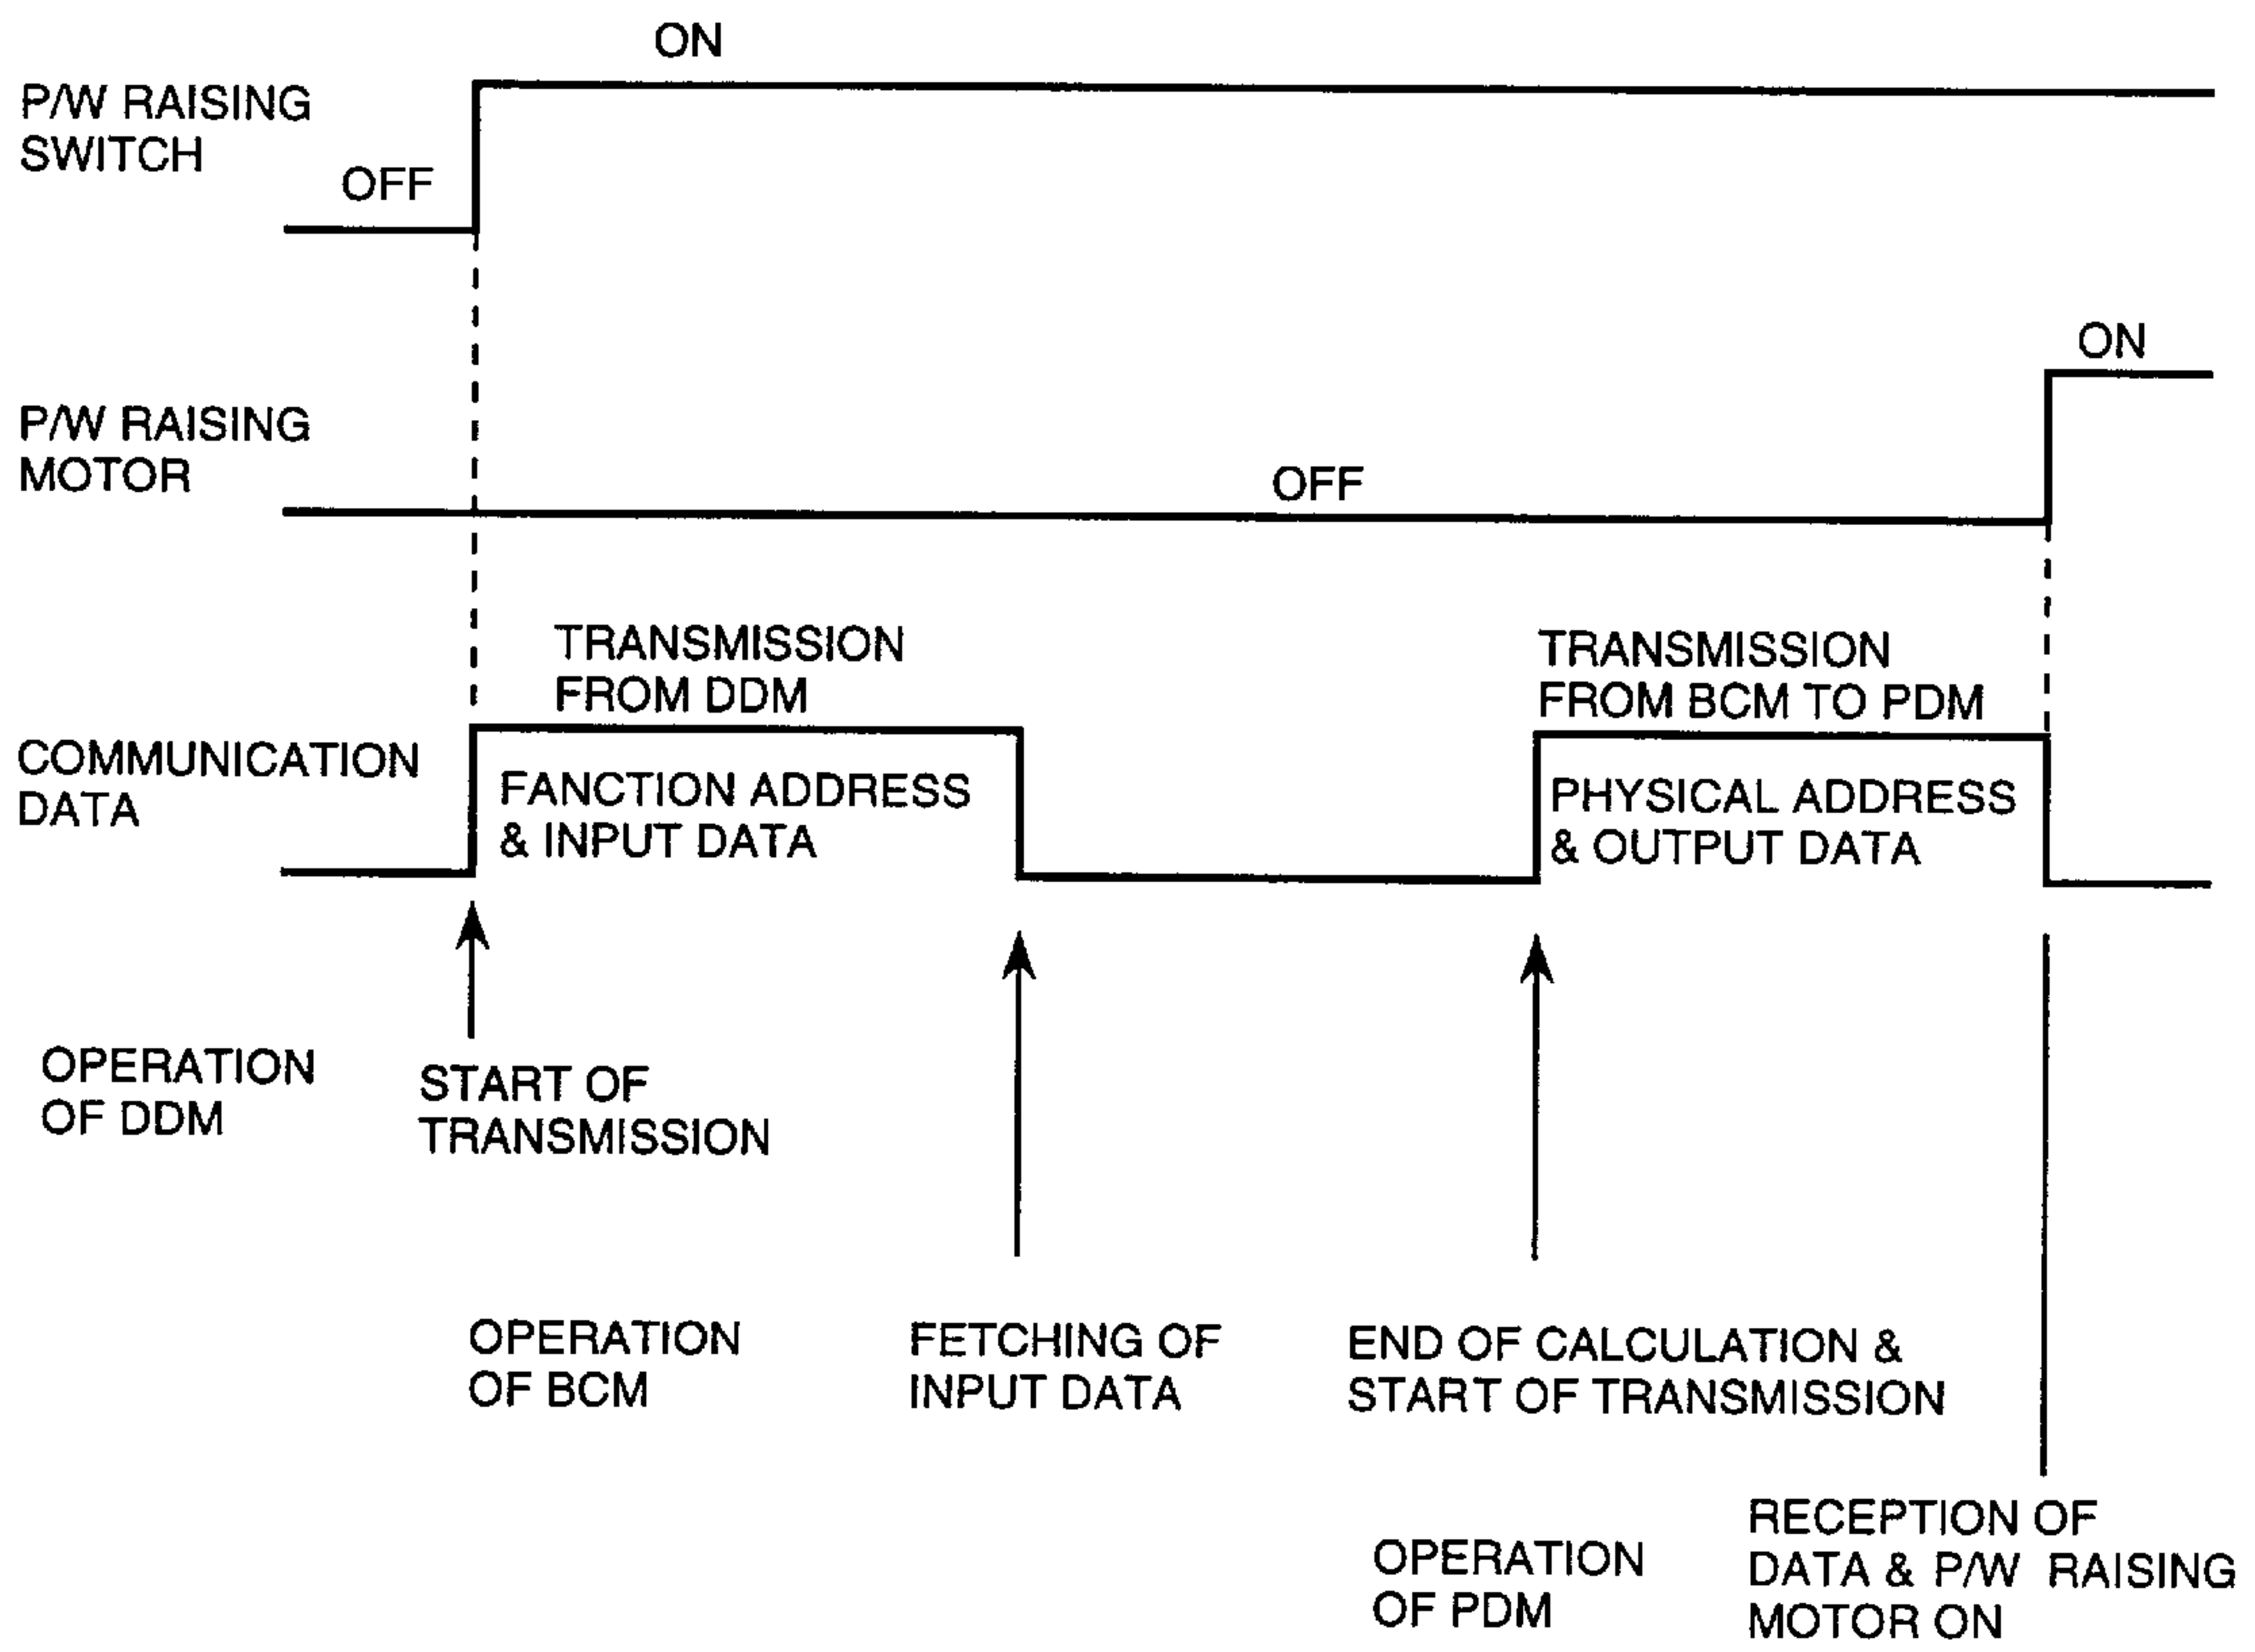 ON
P/W RAISING
SWITCH
OFF
ON
P/W RAISING
MOTOR
OFF
TRANSMISSION
FROM DDM
TRANSMISSION
FROM BCM TO PDM
COMMUNICATION
DATA
FANCTION ADDRESS
& INPUT DATA
PHYSICAL ADDRESS
& OUTPUT DATA
OPERATION
OF DDM
START OF
TRANSMISSION
OPERATION
OF BCM
FETCHING OF
INPUT DATA
END OF CALCULATION &
START OF TRANSMISSION
OPERATION
OF PDM
RECEPTION OF
DATA & P/W RAISING
MOTOR ON